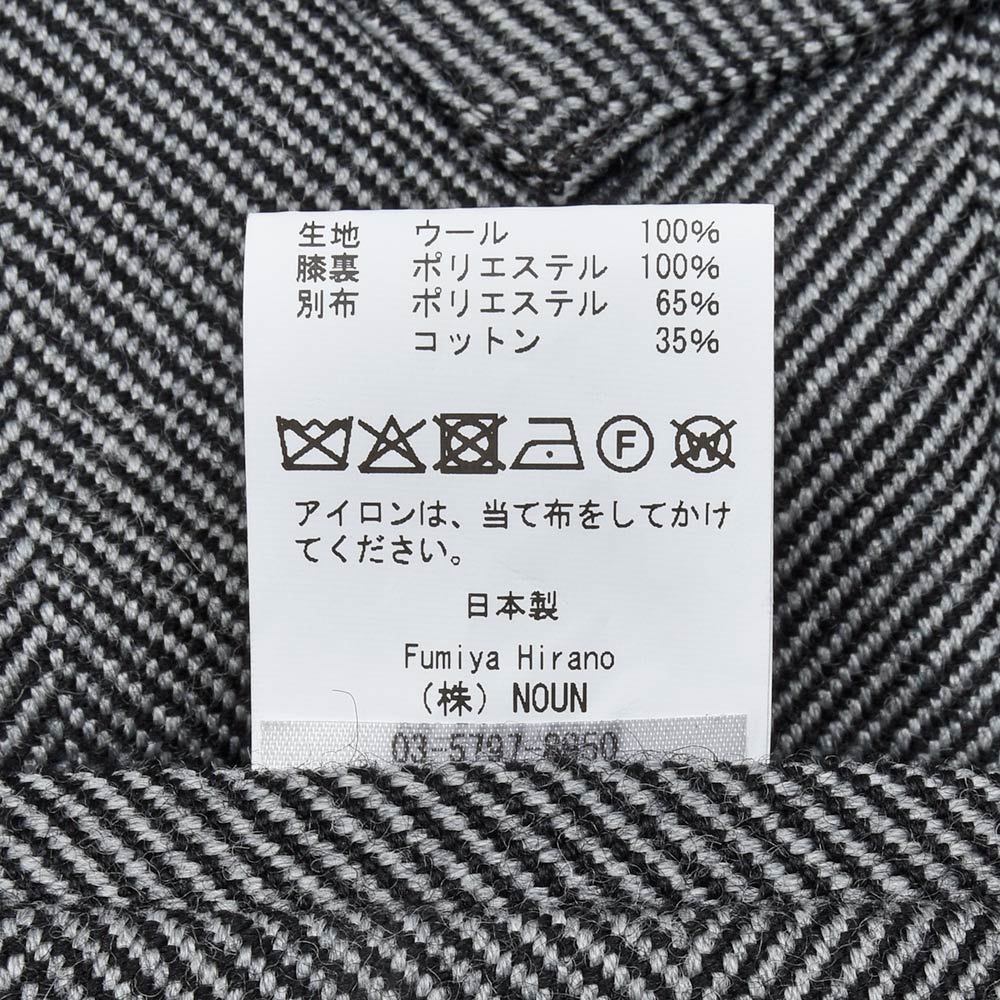 生地 ウール 100%
膝裏 ポリエステル 100%
別布 ポリエステル 65%
コットン 35%
F W
アイロンは、当て布をしてかけ
てください。
日本製
Fumiya Hirano
(株) NOUN